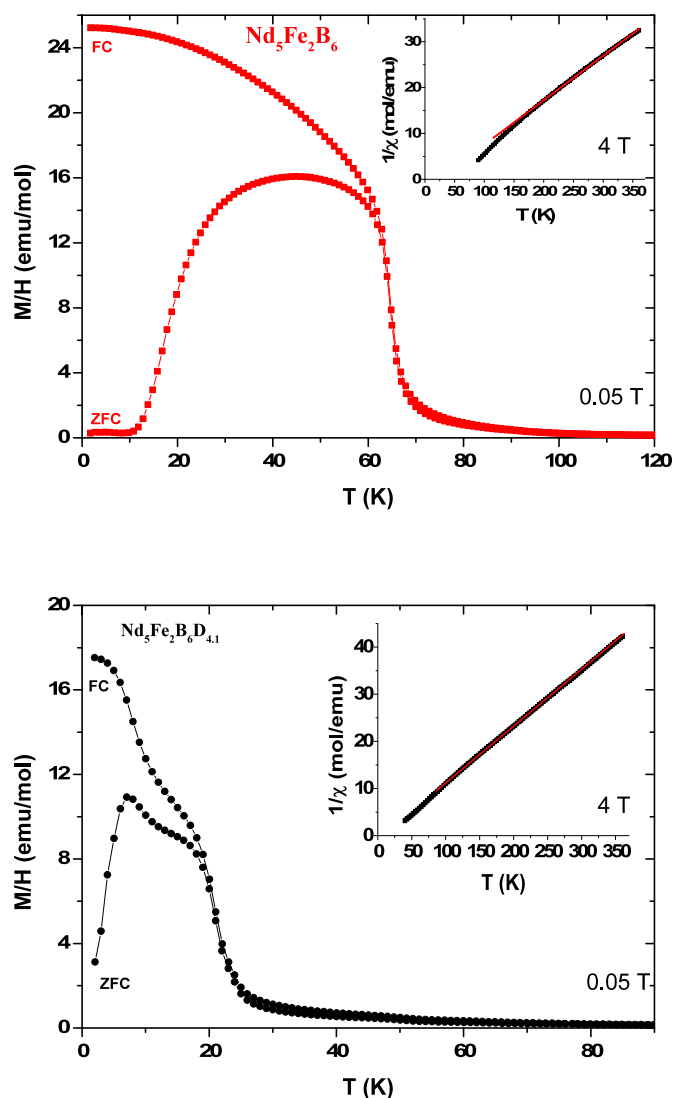 Nd5Fe2B6
FC
ZFC
0.05 T
M/H (emu/mol)
0 4 8 12 16 20 24
0 20 40 60 80 100 120
T (K)
1/χ (mol/emu)
0 10 20 30
0 50 100 150 200 250 300 350
T (K)
4 T
Nd5Fe2B6D4.1
FC
ZFC
0.05 T
M/H (emu/mol)
0 4 8 12 16 20
0 20 40 60 80
T (K)
1/χ (mol/emu)
0 10 20 30 40
0 50 100 150 200 250 300 350
T (K)
4 T